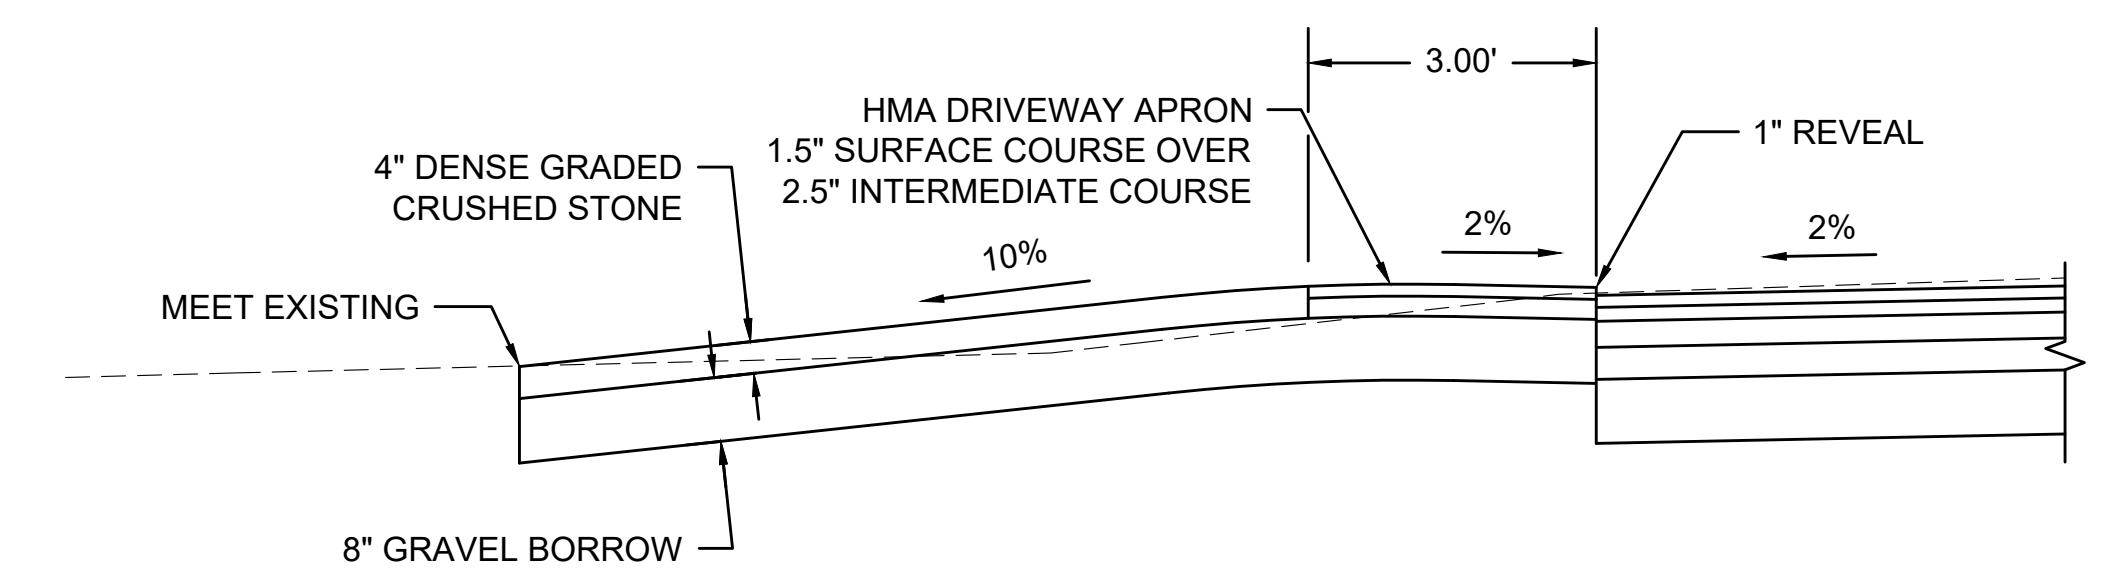 3.00'
HMA DRIVEWAY APRON
1.5" SURFACE COURSE OVER
2.5" INTERMEDIATE COURSE
1" REVEAL
4" DENSE GRADED
CRUSHED STONE
2%
2%
10%
MEET EXISTING
8" GRAVEL BORROW